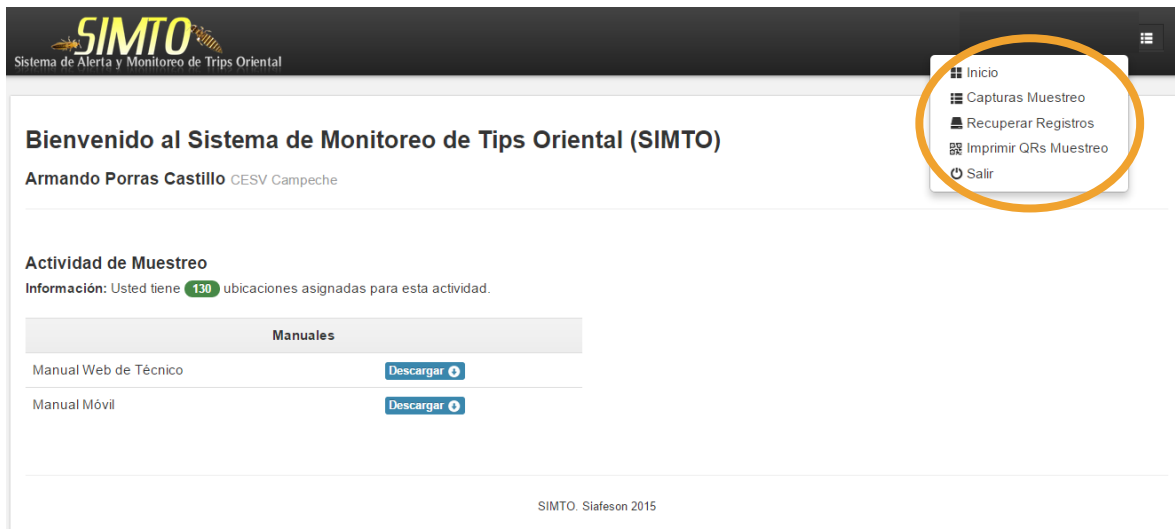 SIMTO
Sistema de Alerta y Monitoreo de Trips Oriental
Inicio
Capturas Muestreo
Recuperar Registros
Imprimir QRs Muestreo
Salir
Bienvenido al Sistema de Monitoreo de Tips Oriental (SIMTO)
Armando Porras Castillo CESV Campeche
Actividad de Muestreo
Información: Usted tiene 130 ubicaciones asignadas para esta actividad.
Manuales
Manual Web de Técnico Descargar
Manual Móvil Descargar
SIMTO. Siafeson 2015